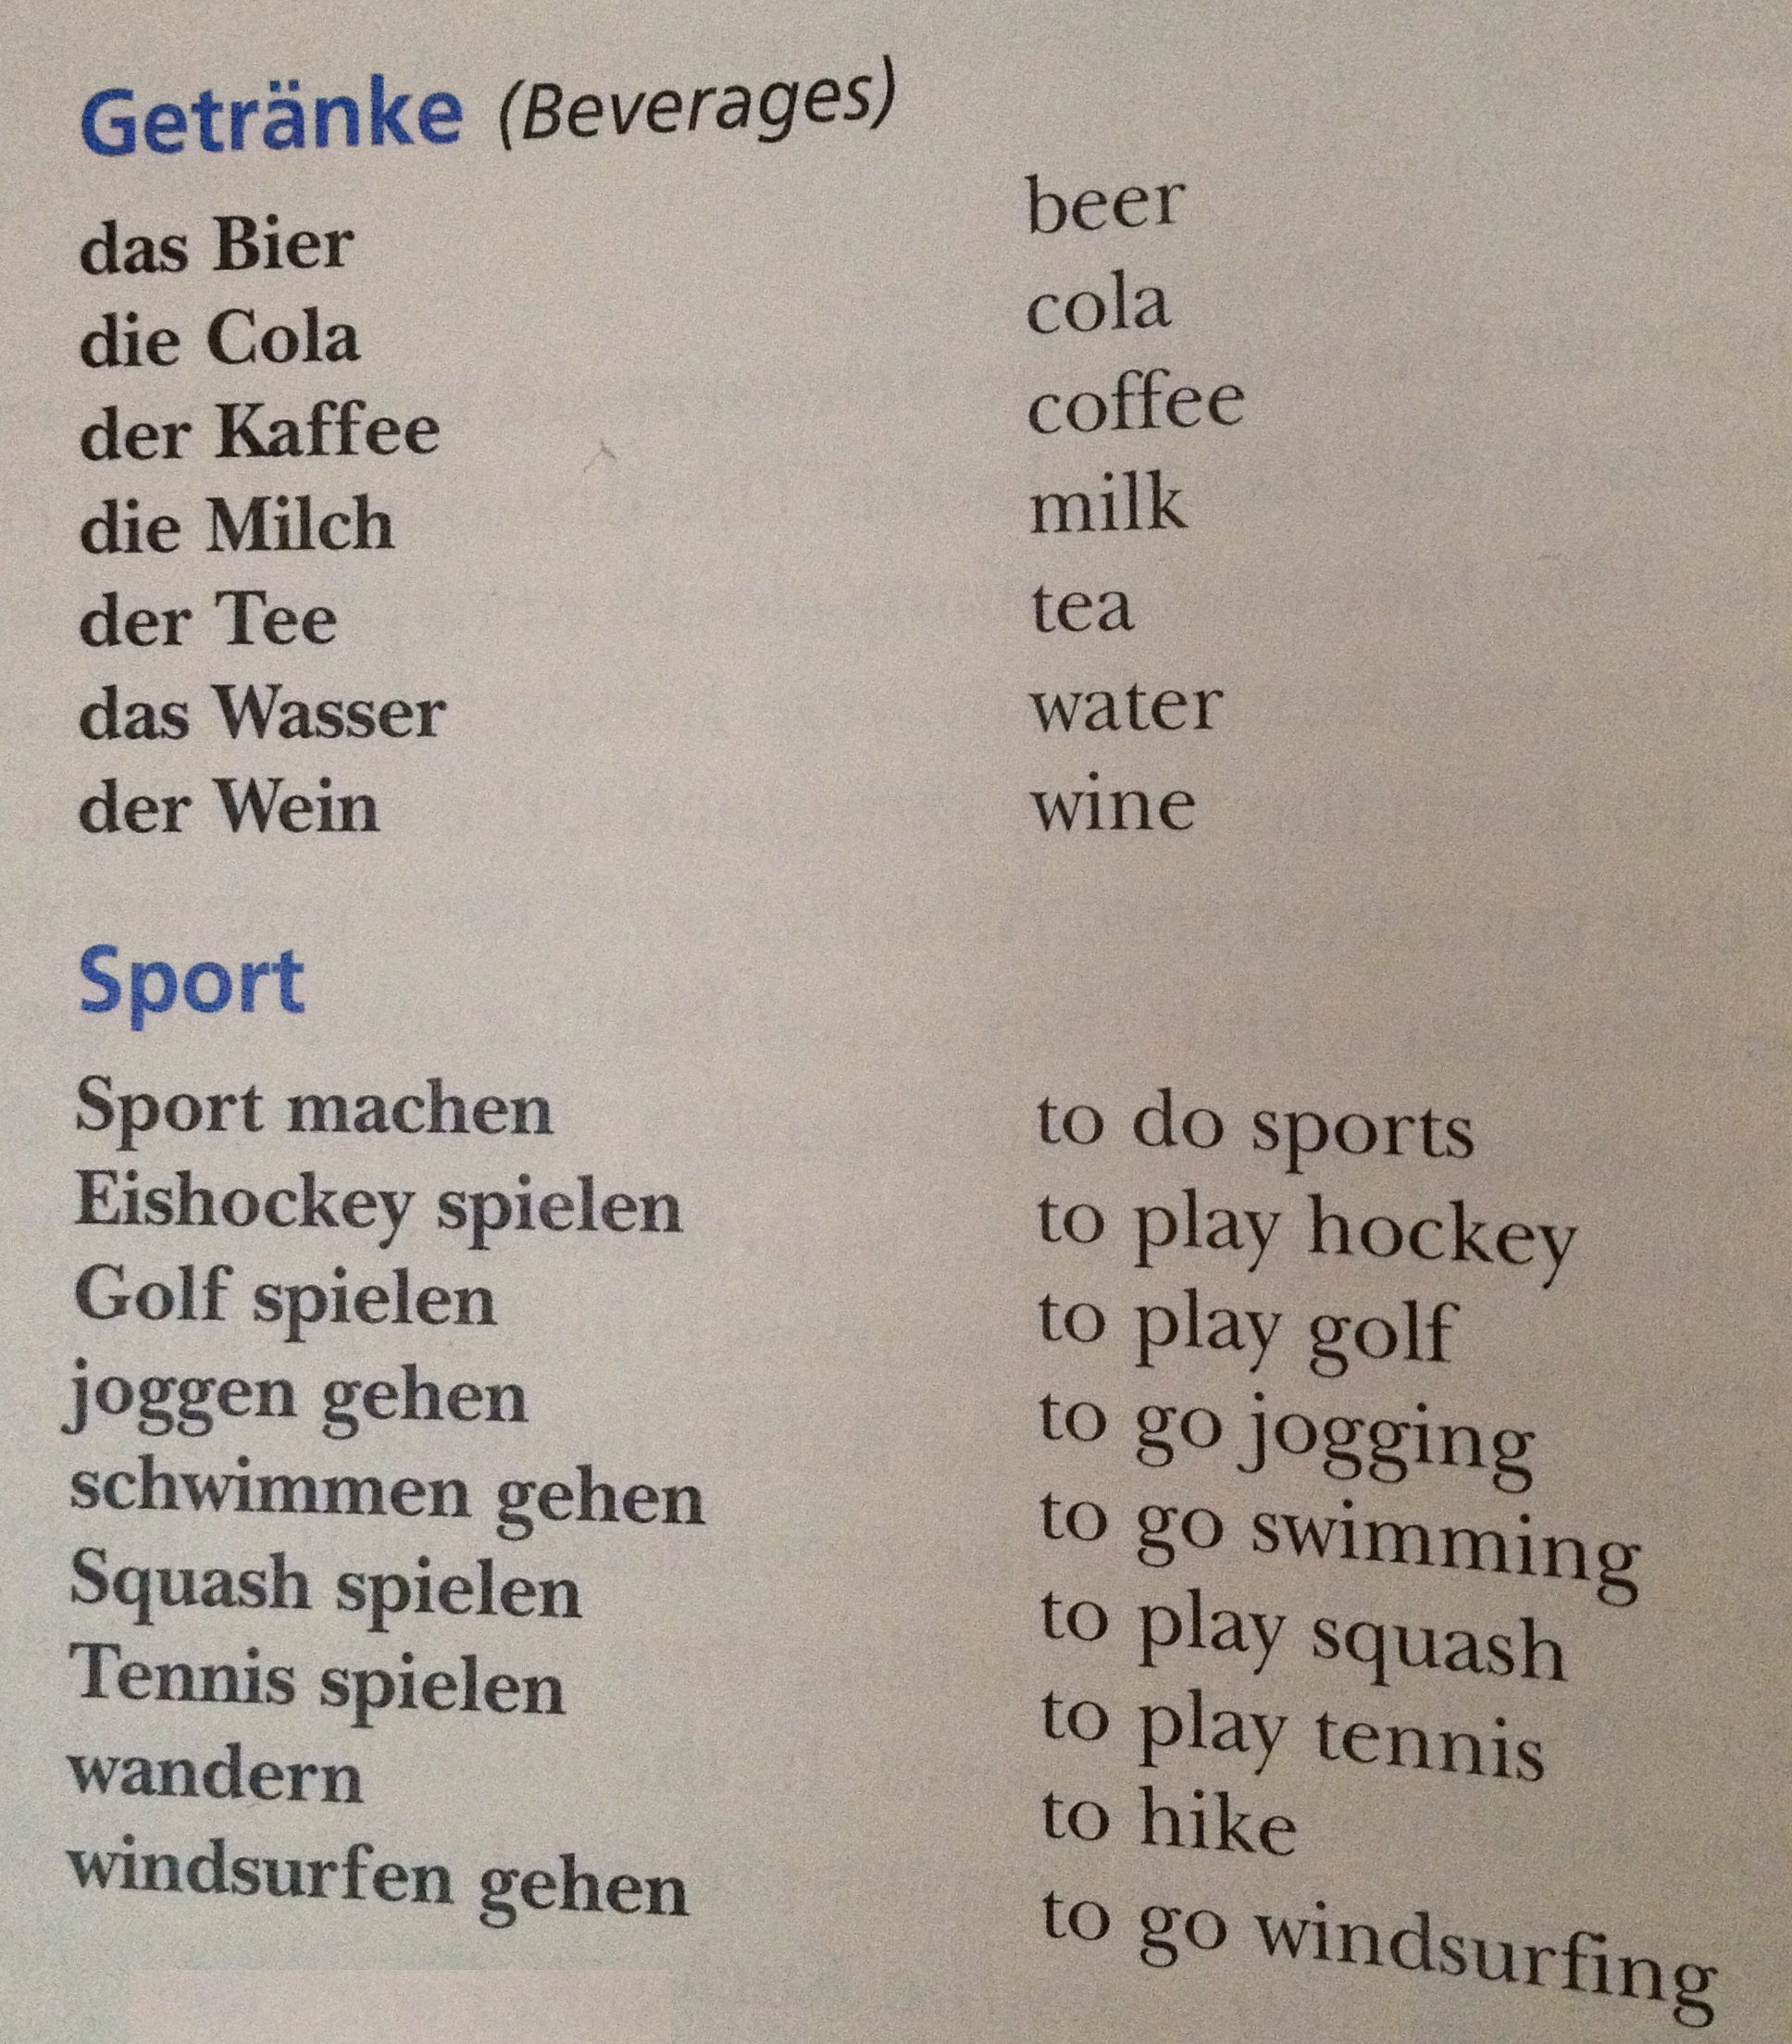 Getränke (Beverages)
das Bier beer
die Cola cola
der Kaffee coffee
die Milch milk
der Tee tea
das Wasser water
der Wein wine
Sport
Sport machen to do sports
Eishockey spielen to play hockey
Golf spielen to play golf
joggen gehen to go jogging
schwimmen gehen to go swimming
Squash spielen to play squash
Tennis spielen to play tennis
wandern to hike
windsurfen gehen to go windsurfing